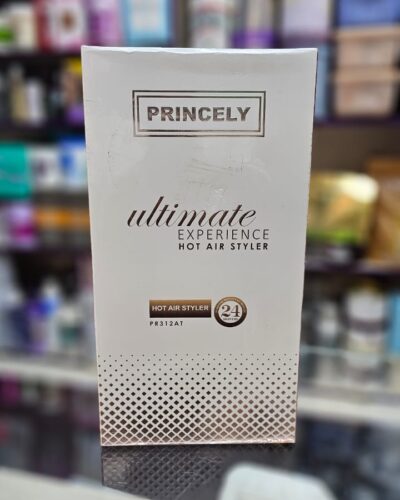 PRINCELY
ultimate
EXPERIENCE
HOT AIR STYLER
HOT AIR STYLER
24
PR312AT